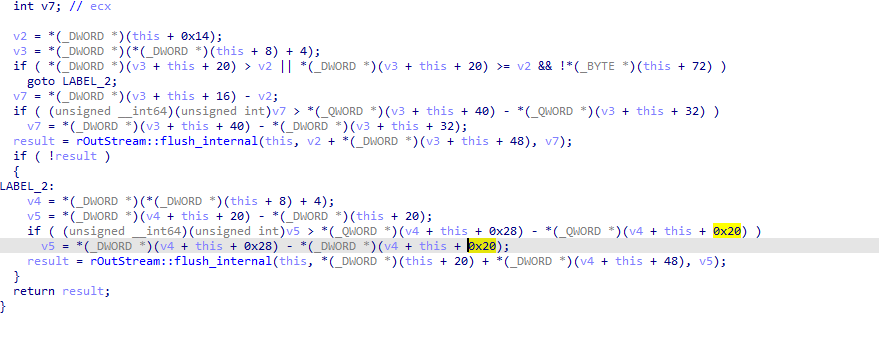 int v7; // ecx
v2 = *(_DWORD *)(this + 0x14);
v3 = *(_DWORD *)(*(_DWORD *)(this + 8) + 4);
if ( *(_DWORD *)(v3 + this + 20) > v2 || *(_DWORD *)(v3 + this + 20) >= v2 && !*(_BYTE *)(this + 72) )
goto LABEL_2;
v7 = *(_DWORD *)(v3 + this + 16) - v2;
if ( (unsigned __int64)(unsigned int)v7 > *(_QWORD *)(v3 + this + 40) - *(_QWORD *)(v3 + this + 32) )
v7 = *(_DWORD *)(v3 + this + 40) - *(_DWORD *)(v3 + this + 32);
result = rOutStream::flush_internal(this, v2 + *(_DWORD *)(v3 + this + 48), v7);
if ( !result )
{
LABEL_2:
v4 = *(_DWORD *)(*(_DWORD *)(this + 8) + 4);
v5 = *(_DWORD *)(v4 + this + 20) - *(_DWORD *)(this + 20);
if ( (unsigned __int64)(unsigned int)v5 > *(_QWORD *)(v4 + this + 0x28) - *(_QWORD *)(v4 + this + 0x20) )
v5 = *(_DWORD *)(v4 + this + 0x28) - *(_DWORD *)(v4 + this + 0x20);
result = rOutStream::flush_internal(this, *(_DWORD *)(this + 20) + *(_DWORD *)(v4 + this + 48), v5);
}
return result;
}